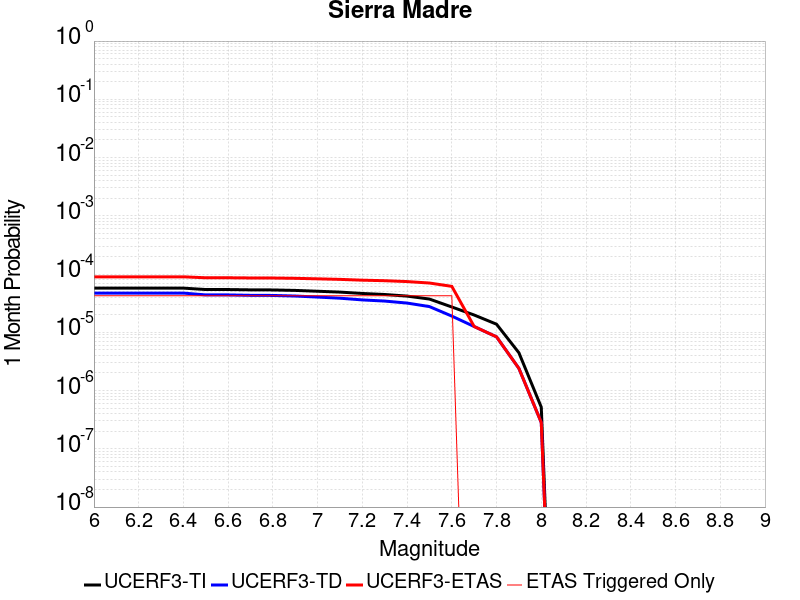 Sierra Madre
10 0
10 -1
10 -2
10 -3
10 -4
10 -5
10 -6
10 -7
10 -8
1 Month Probability
6 6.2 6.4 6.6 6.8 7 7.2 7.4 7.6 7.8 8 8.2 8.4 8.6 8.8 9
Magnitude
UCERF3-TI UCERF3-TD UCERF3-ETAS ETAS Triggered Only